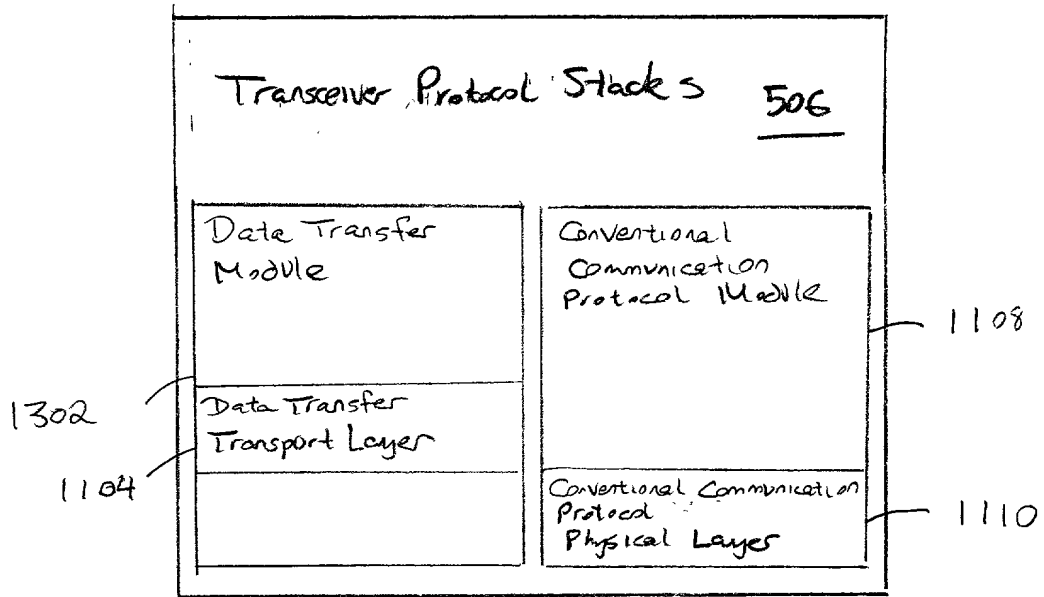 Transceiver Protocol Stacks 506
Data Transfer
Module
Conventional
Communication
Protocol Module
1108
1302
Data Transfer
Transport Layer
1104
Conventional Communication
Protocol
Physical Layer
1110